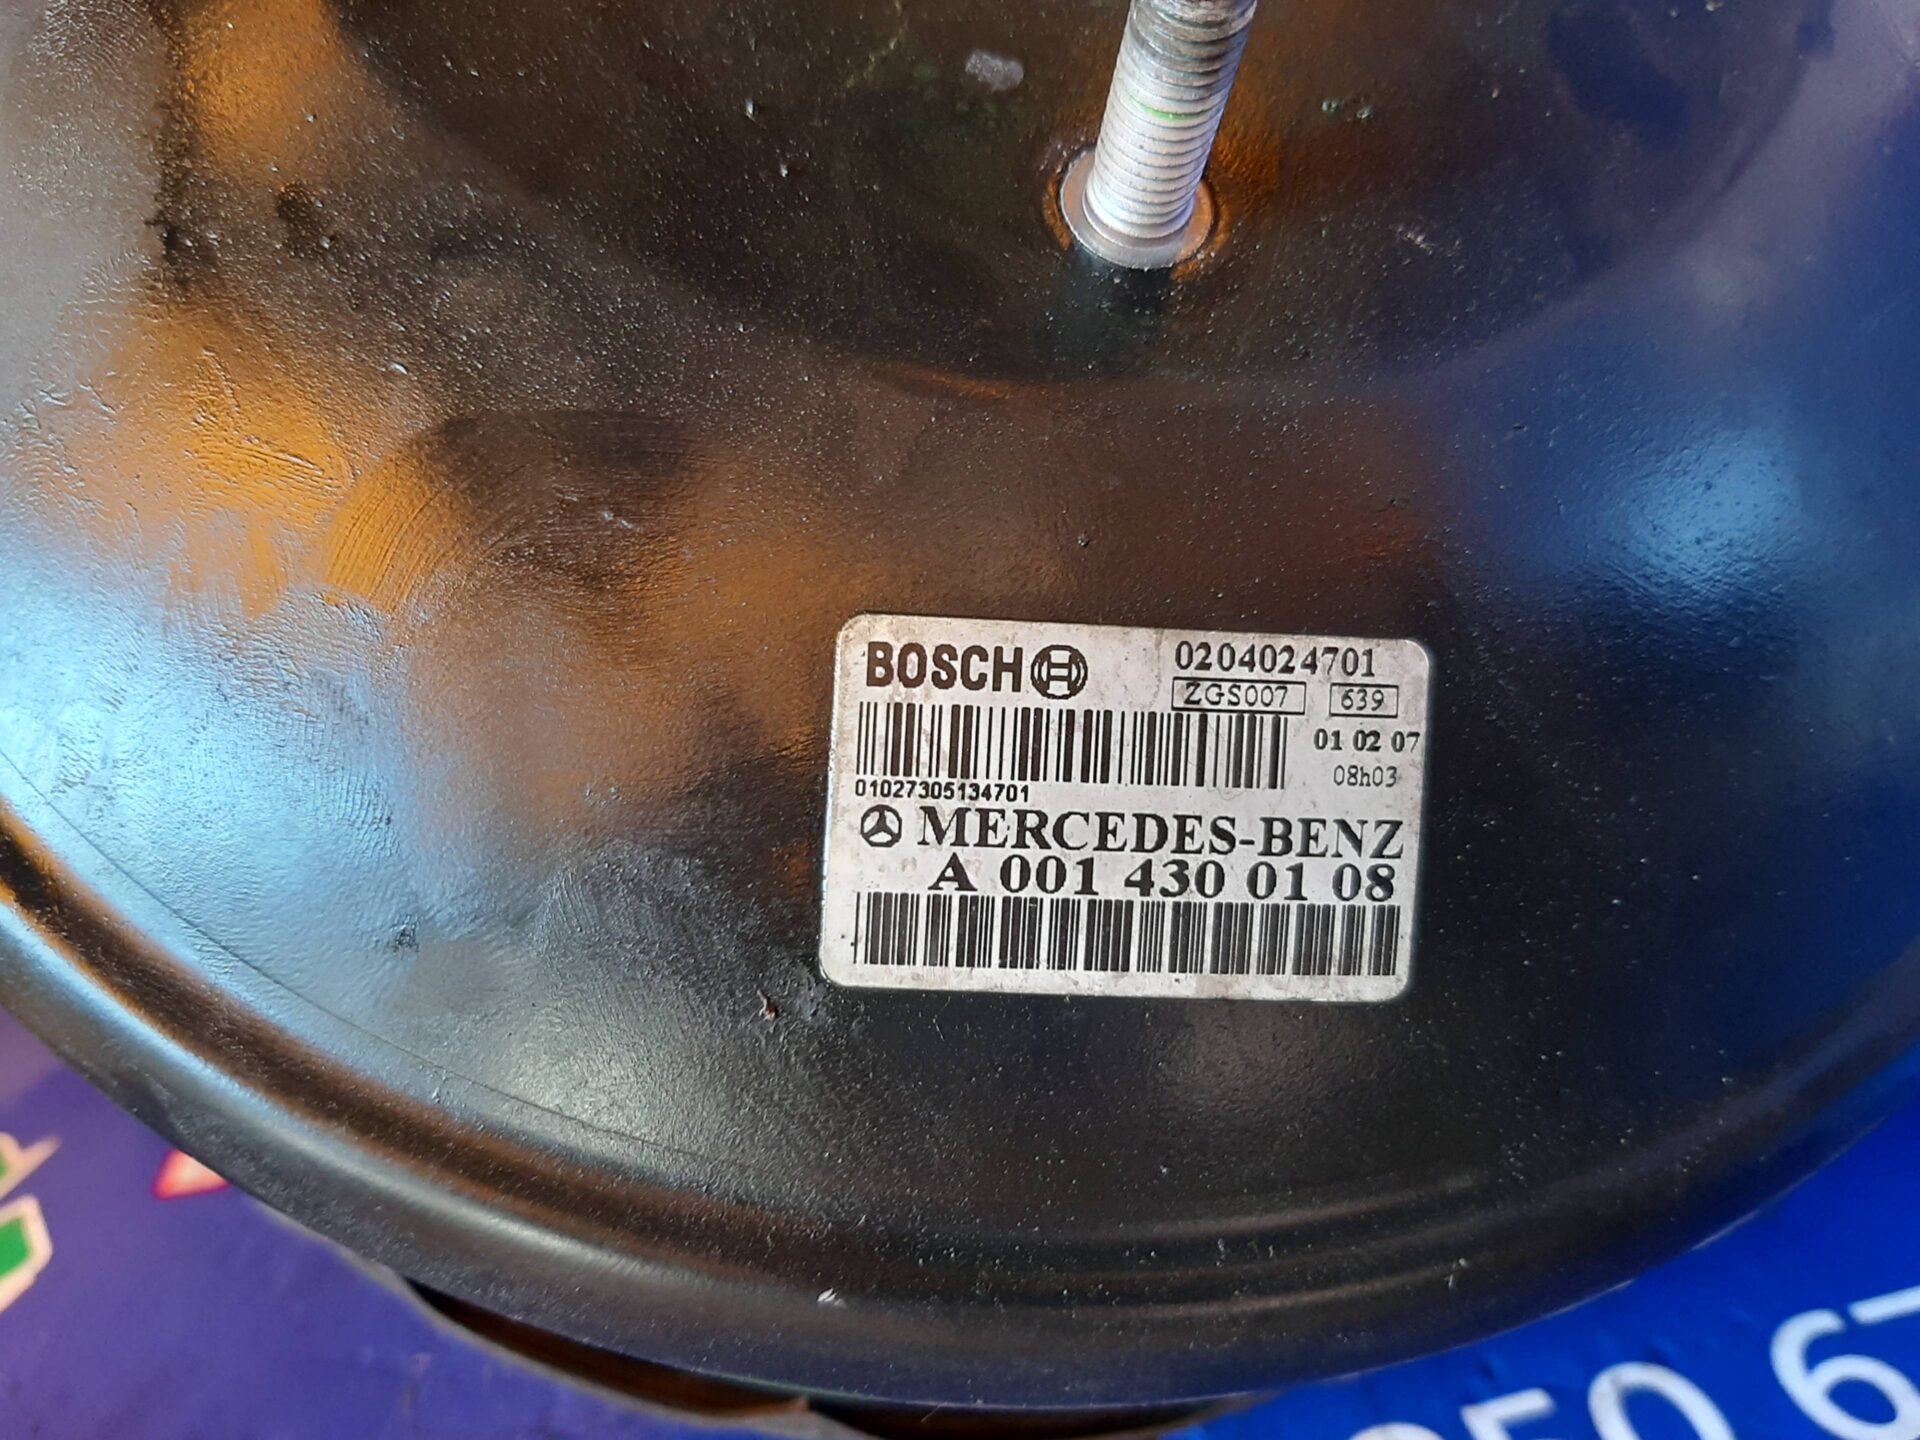 BOSCH
0204024701
ZGS007 639
01 02 07
08h03
01027305134701
MERCEDES-BENZ
A 001 430 01 08